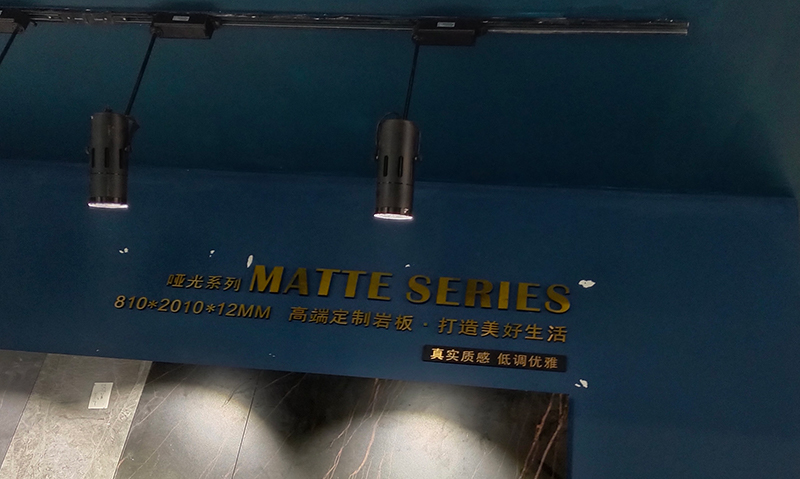 哑光系列 MATTE SERIES
810*2010*12MM 高端定制岩板·打造美好生活
真实质感 低调优雅